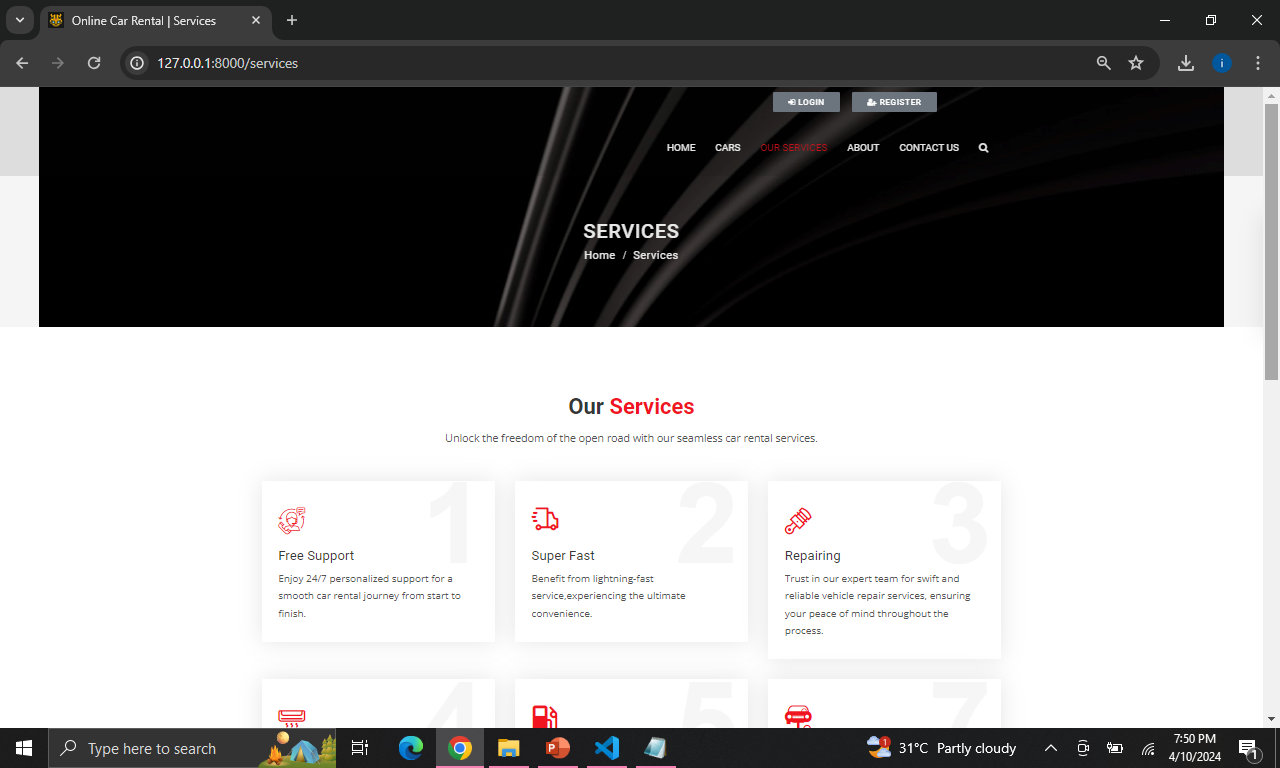 Online Car Rental | Services
127.0.0.1:8000/services
i
LOGIN
REGISTER
HOME CARS OUR SERVICES ABOUT CONTACT US
SERVICES
Home / Services
Our Services
Unlock the freedom of the open road with our seamless car rental services.
1
Free Support
Enjoy 24/7 personalized support for a
smooth car rental journey from start to
finish.
2
Super Fast
Benefit from lightning-fast
service,experiencing the ultimate
convenience.
3
Repairing
Trust in our expert team for swift and
reliable vehicle repair services, ensuring
your peace of mind throughout the
process.
4
5
7
Type here to search
1
31°C Partly cloudy
7:50 PM
4/10/2024
1